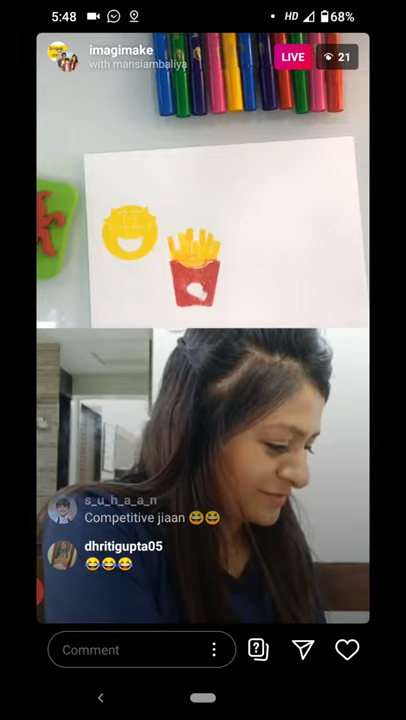 5:48
HD
68%
imagimake
with mansiambaliya
LIVE
21
s_u_h_a_a_n
Competitive jiaan 😆😆
dhritigupta05
😂😂😂
Comment